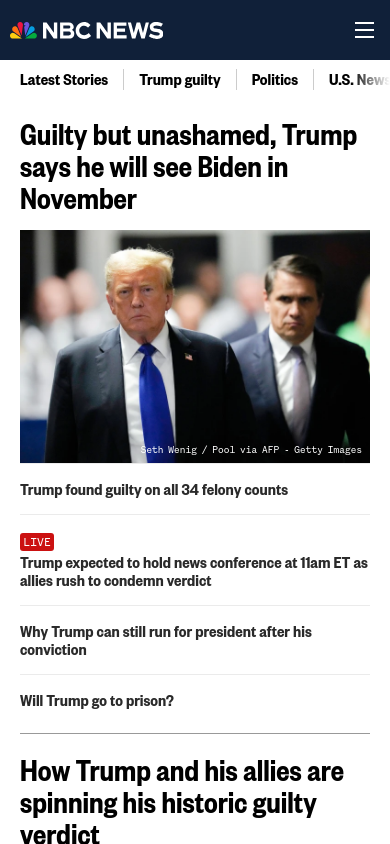 NBC NEWS
Latest Stories
Trump guilty
Politics
U.S. News
Guilty but unashamed, Trump
says he will see Biden in
November
Seth Wenig / Pool via AFP - Getty Images
Trump found guilty on all 34 felony counts
LIVE
Trump expected to hold news conference at 11am ET as
allies rush to condemn verdict
Why Trump can still run for president after his
conviction
Will Trump go to prison?
How Trump and his allies are
spinning his historic guilty
verdict